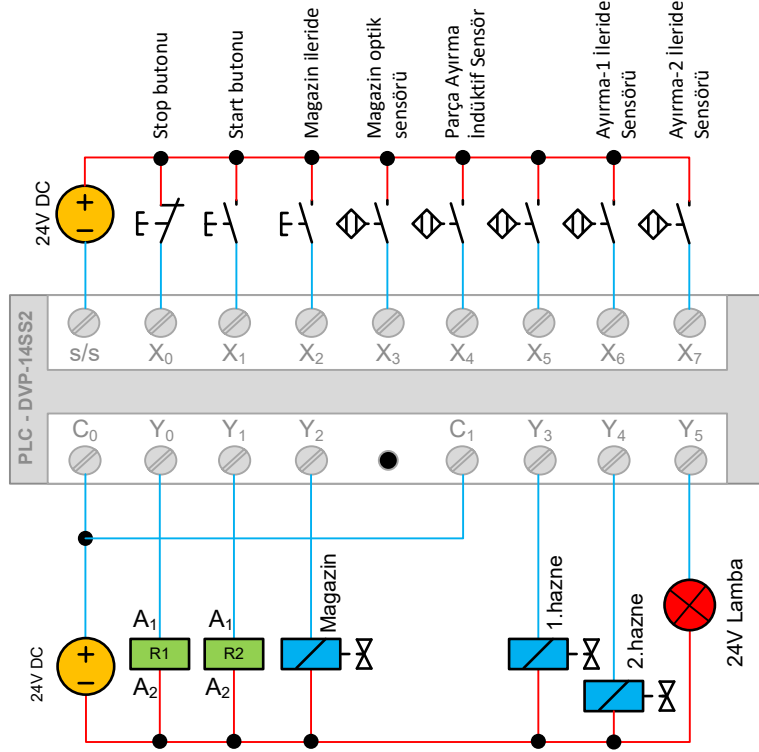 24V DC
+
−
Stop butonu
Start butonu
Magazin ileride
Magazin optik
sensörü
Parça Ayırma
İndüktif Sensör
Ayırma-1 İleride
Sensörü
Ayırma-2 İleride
Sensörü
PLC - DVP-14SS2
s/s X0 X1 X2 X3 X4 X5 X6 X7
C0 Y0 Y1 Y2 C1 Y3 Y4 Y5
24V DC
+
−
A1
R1
A2
A1
R2
A2
Magazin
1.hazne
2.hazne
24V Lamba